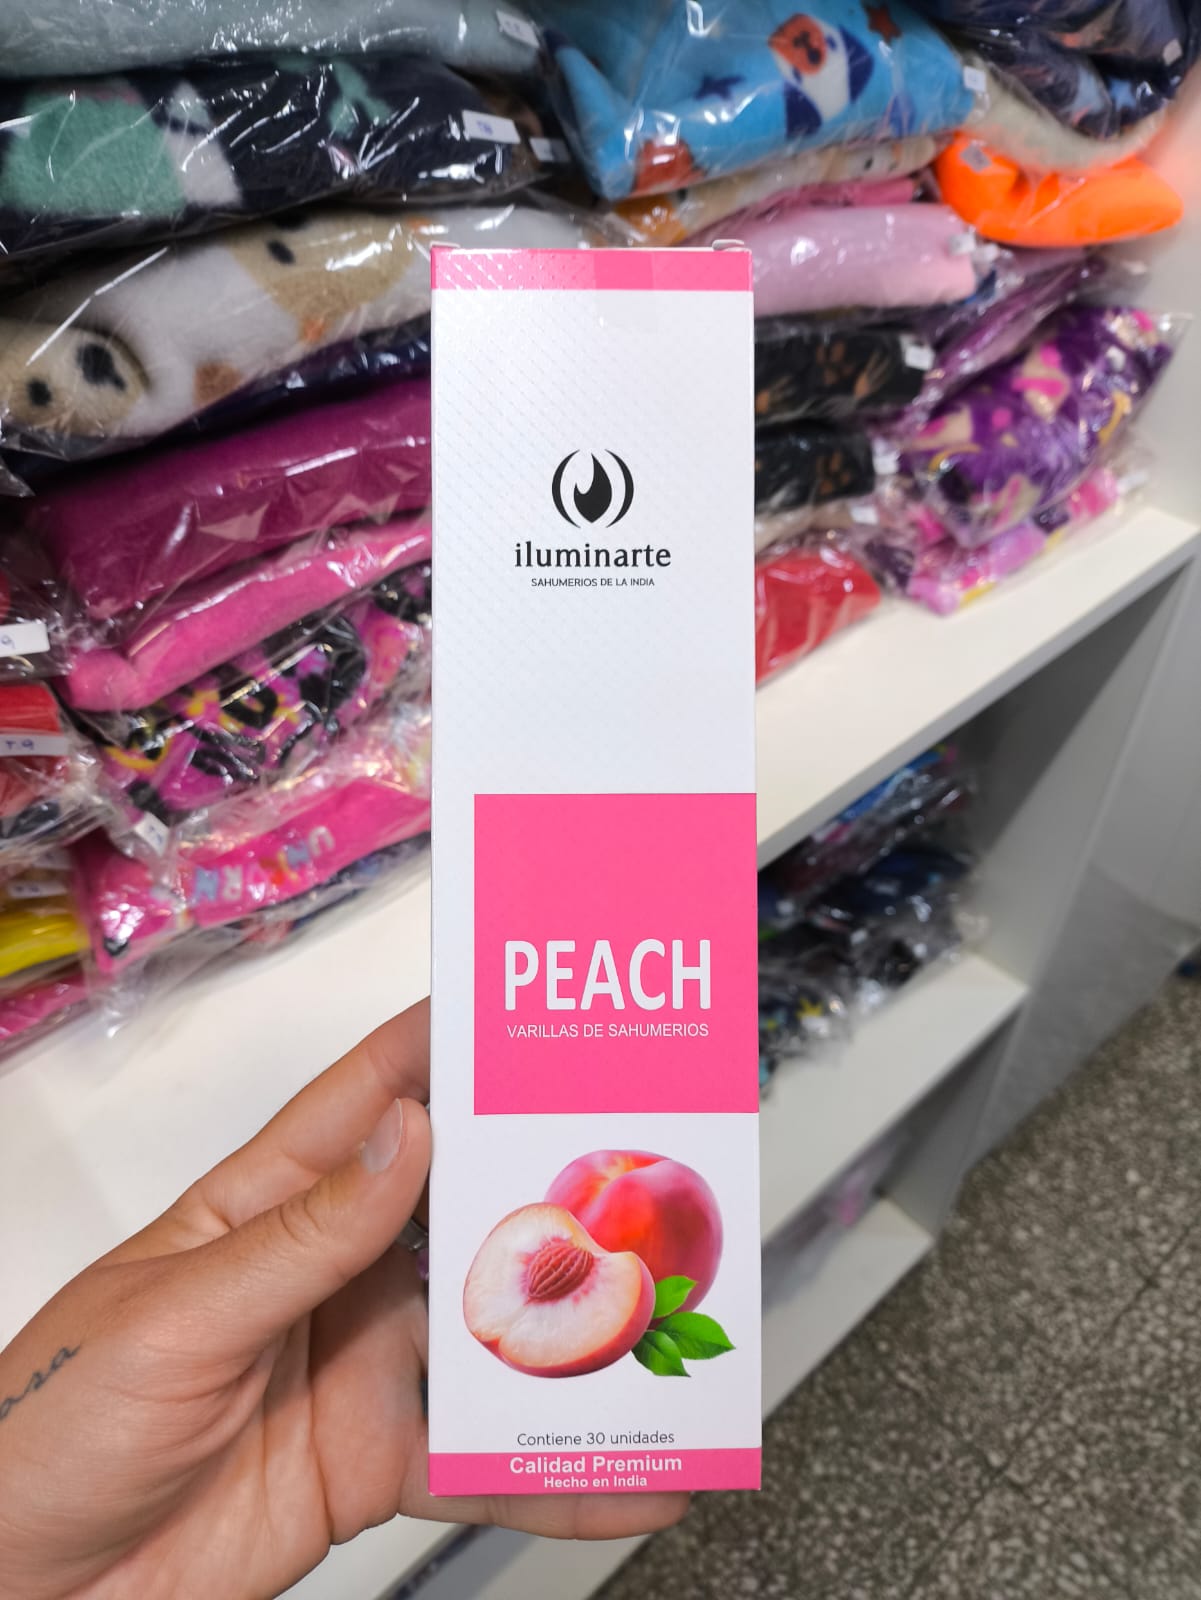 iluminarte
SAHUMERIOS DE LA INDIA
PEACH
VARILLAS DE SAHUMERIOS
Contiene 30 unidades
Calidad Premium
Hecho en India